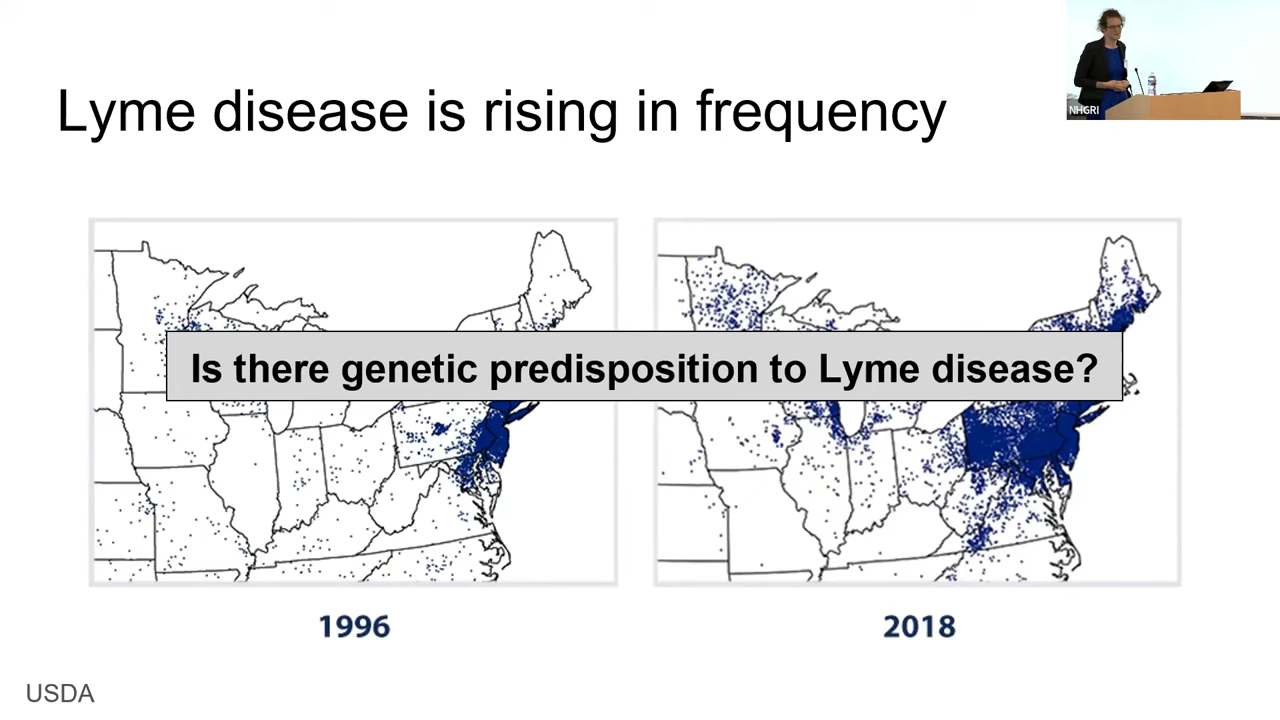 Lyme disease is rising in frequency
NHGRI
Is there genetic predisposition to Lyme disease?
1996
2018
USDA